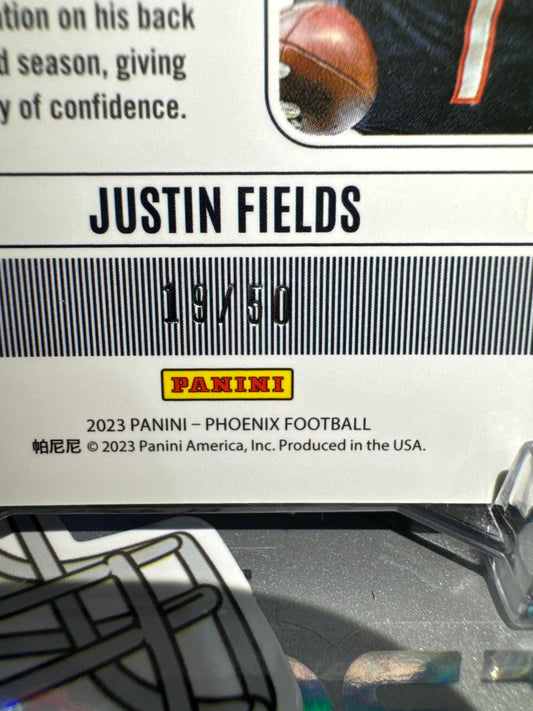 on his back
season, giving
of confidence.
JUSTIN FIELDS
19/50
PANINI
2023 PANINI – PHOENIX FOOTBALL
帕尼尼 © 2023 Panini America, Inc. Produced in the USA.